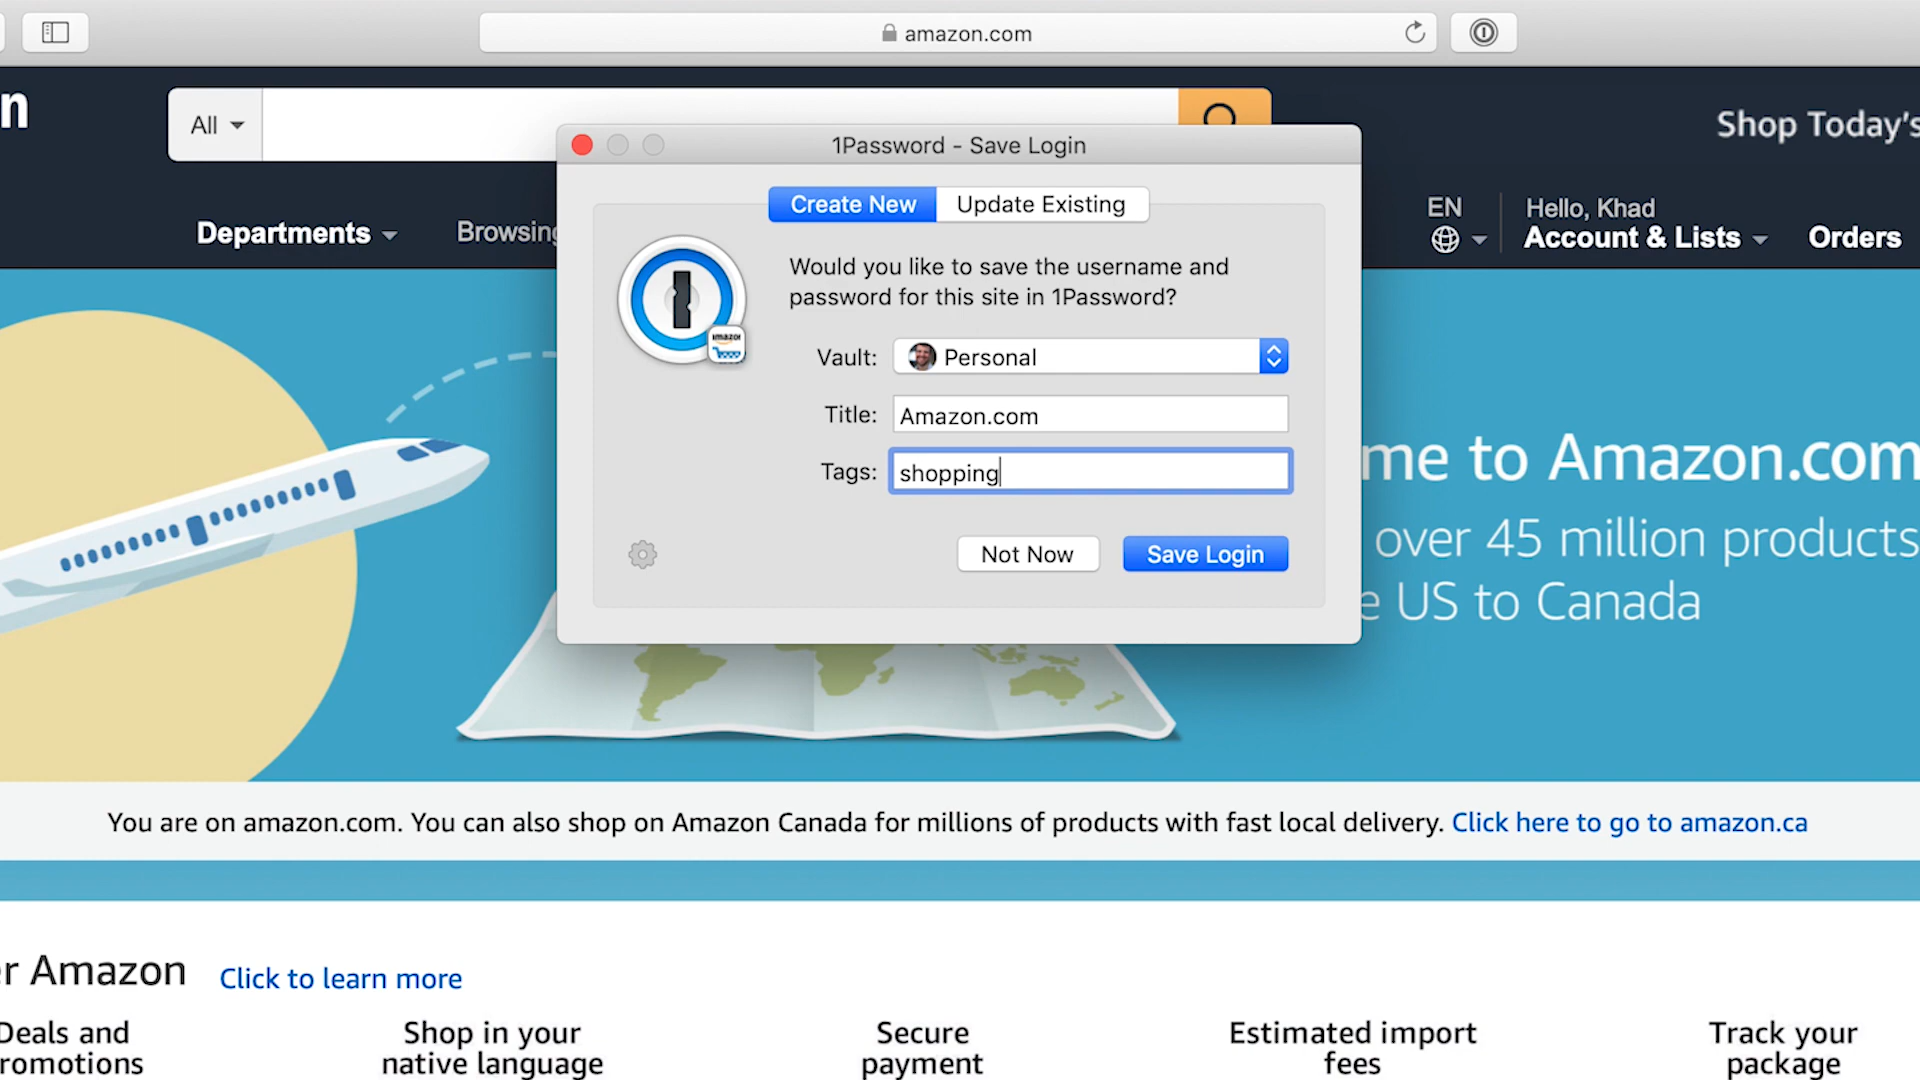 amazon.com
n
All
Shop Today's
1Password - Save Login
Create New
Update Existing
Departments
Browsing
EN
Hello, Khad
Account & Lists
Orders
Would you like to save the username and
password for this site in 1Password?
amazon
Vault:
Personal
Title:
Amazon.com
Tags:
shopping
Not Now
Save Login
me to Amazon.com
over 45 million products
e US to Canada
You are on amazon.com. You can also shop on Amazon Canada for millions of products with fast local delivery. Click here to go to amazon.ca
r Amazon
Click to learn more
Deals and
romotions
Shop in your
native language
Secure
payment
Estimated import
fees
Track your
package